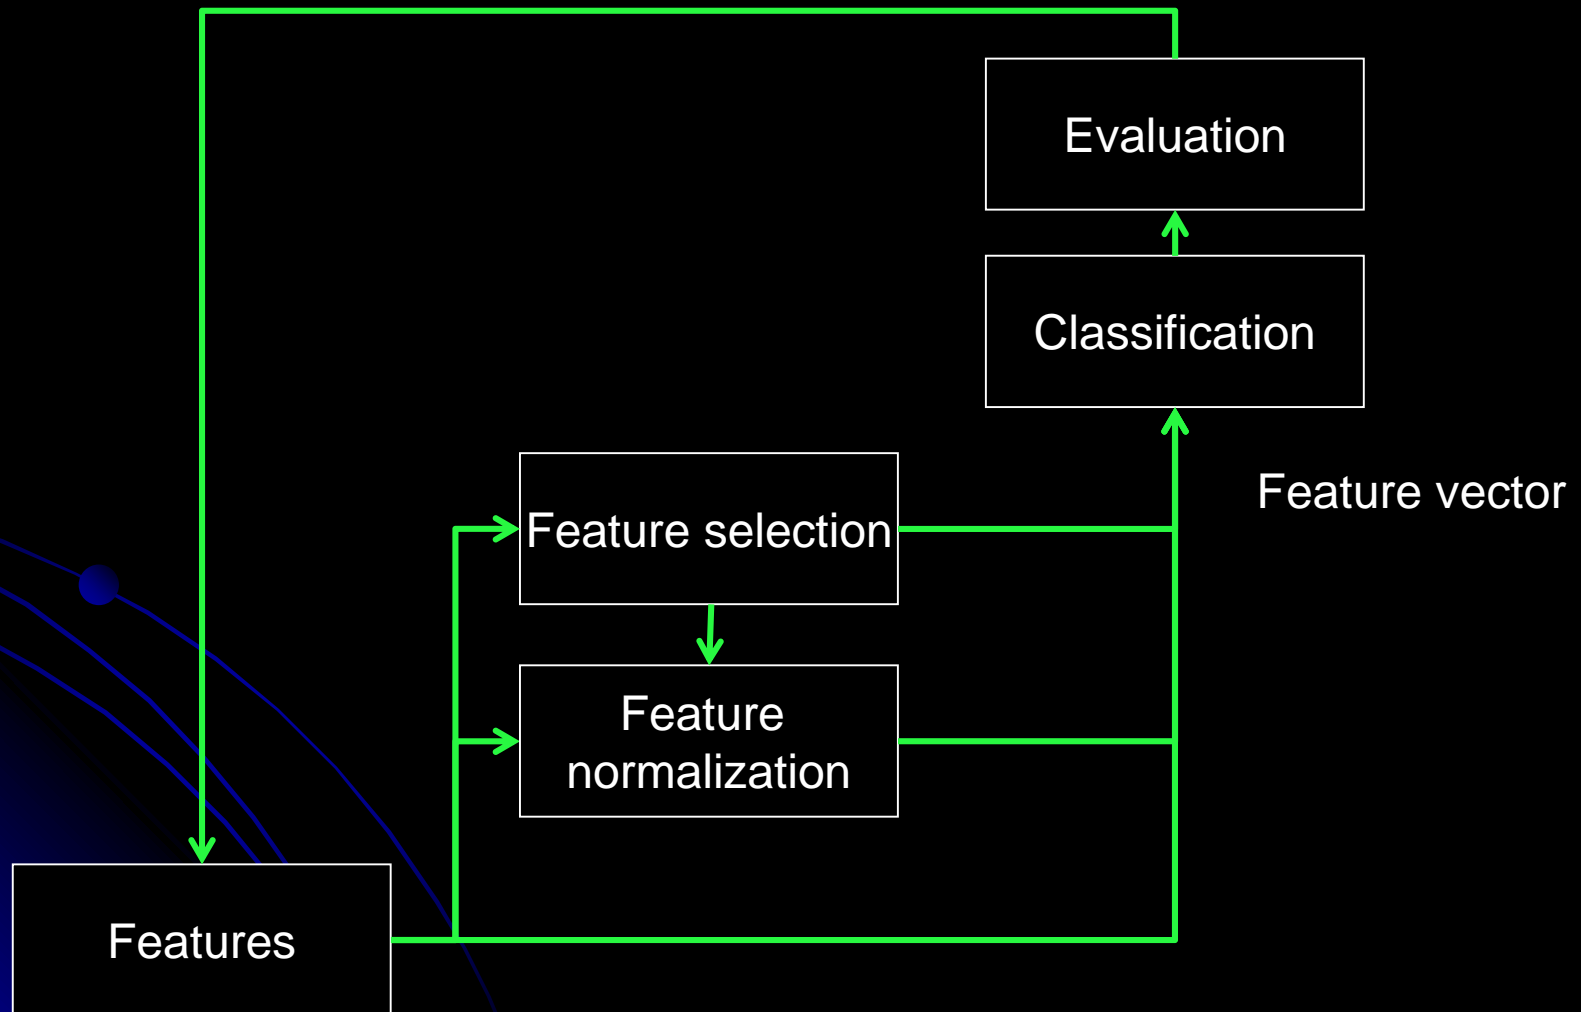 Evaluation
Classification
Feature vector
Feature selection
Feature
normalization
Features